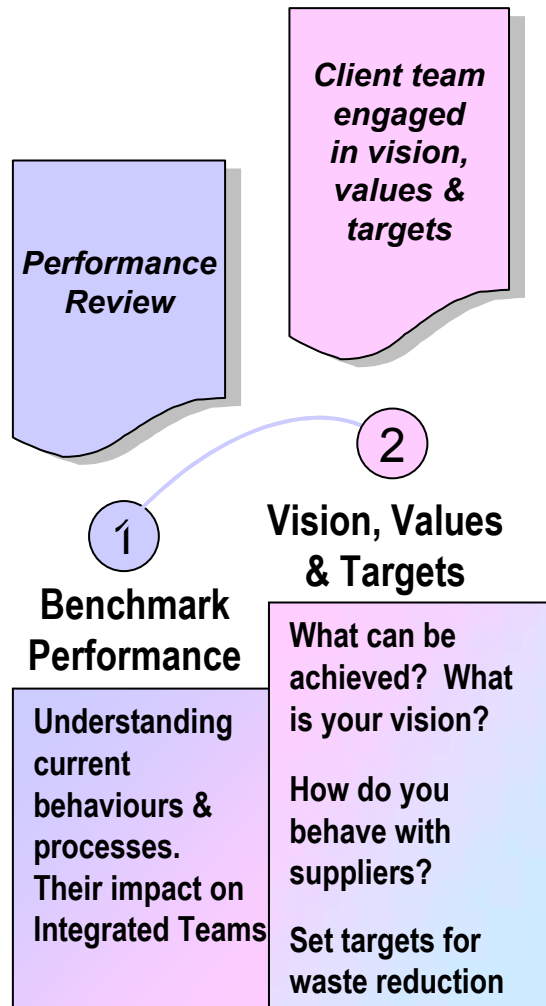 Client team
engaged
in vision,
values &
targets
Performance
Review
2
1
Vision, Values
& Targets
Benchmark
Performance
What can be
achieved?  What
is your vision?
How do you
behave with
suppliers?
Set targets for
waste reduction
Understanding
current
behaviours &
processes.
Their impact on
Integrated Teams